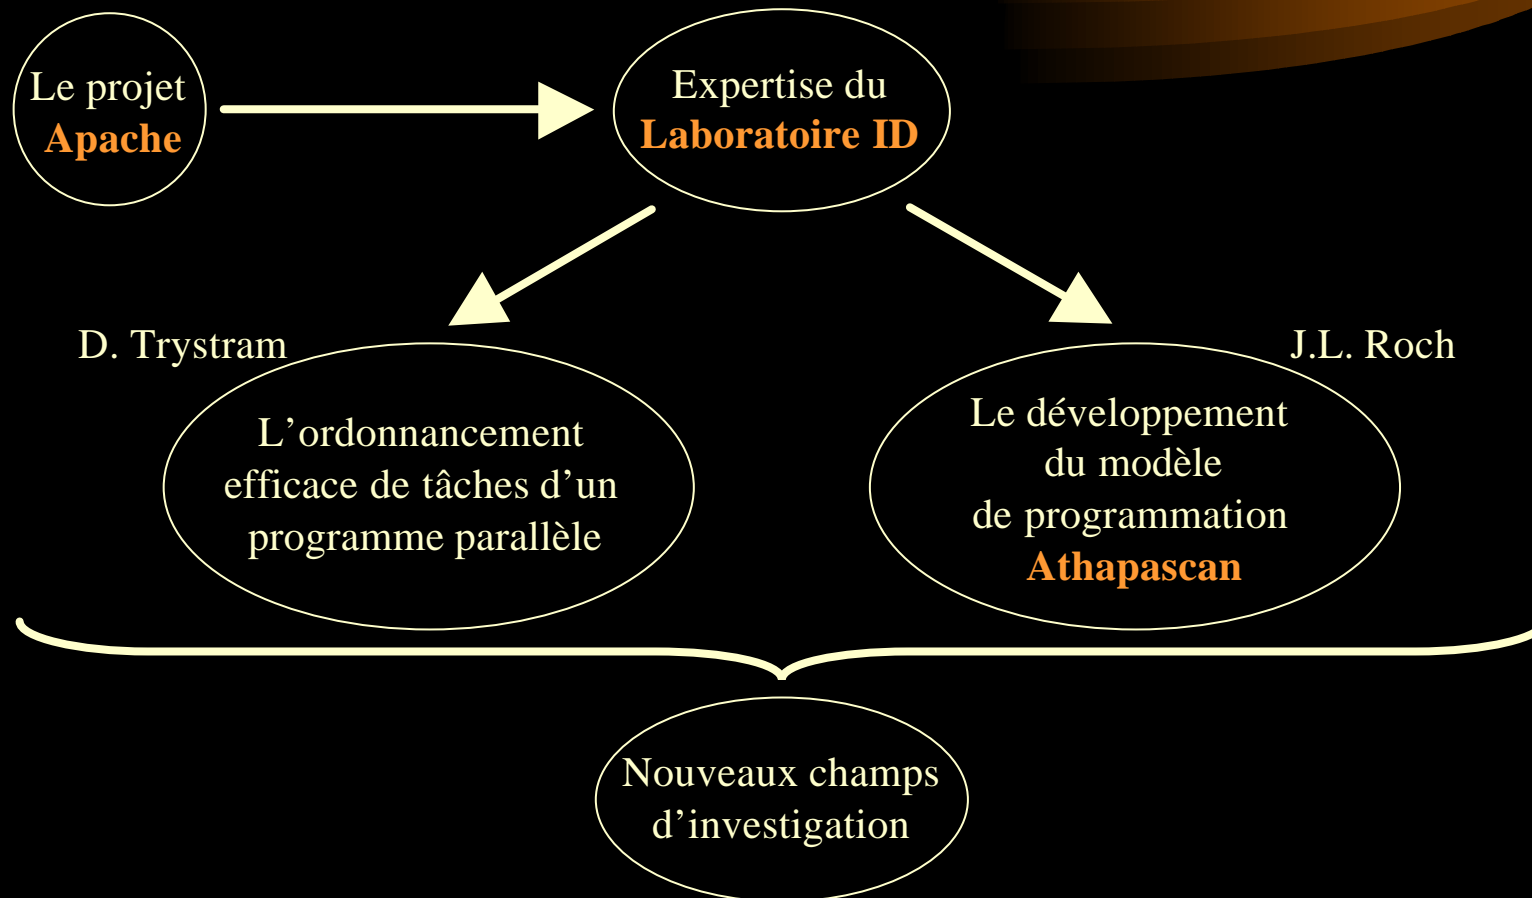 Le projet
Apache
Expertise du
Laboratoire ID
D. Trystram
J.L. Roch
L’ordonnancement
efficace de tâches d’un
programme parallèle
Le développement
du modèle
de programmation
Athapascan
Nouveaux champs
d’investigation